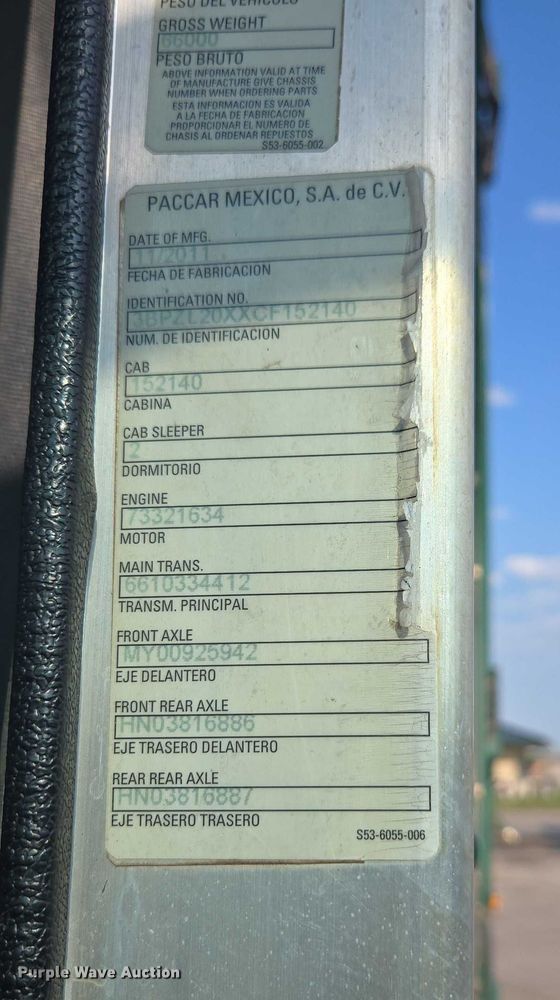 PESO DEL VEHICULO
GROSS WEIGHT
66000
PESO BRUTO
ABOVE INFORMATION VALID AT TIME
OF MANUFACTURE GIVE CHASSIS
NUMBER WHEN ORDERING PARTS
ESTA INFORMACION ES VALIDA
A LA FECHA DE FABRICACION
PROPORCIONAR EL NUMERO DE
CHASIS AL ORDENAR REPUESTOS
S53-6055-002
PACCAR MEXICO, S.A. de C.V.
DATE OF MFG.
11/2011
FECHA DE FABRICACION
IDENTIFICATION NO.
3BPZL20XXCF152140
NUM. DE IDENTIFICACION
CAB
152140
CABINA
CAB SLEEPER
2
DORMITORIO
ENGINE
73321634
MOTOR
MAIN TRANS.
6610334412
TRANSM. PRINCIPAL
FRONT AXLE
MY00925942
EJE DELANTERO
FRONT REAR AXLE
HN03816886
EJE TRASERO DELANTERO
REAR REAR AXLE
HN03816887
EJE TRASERO TRASERO
S53-6055-006
Purple Wave Auction